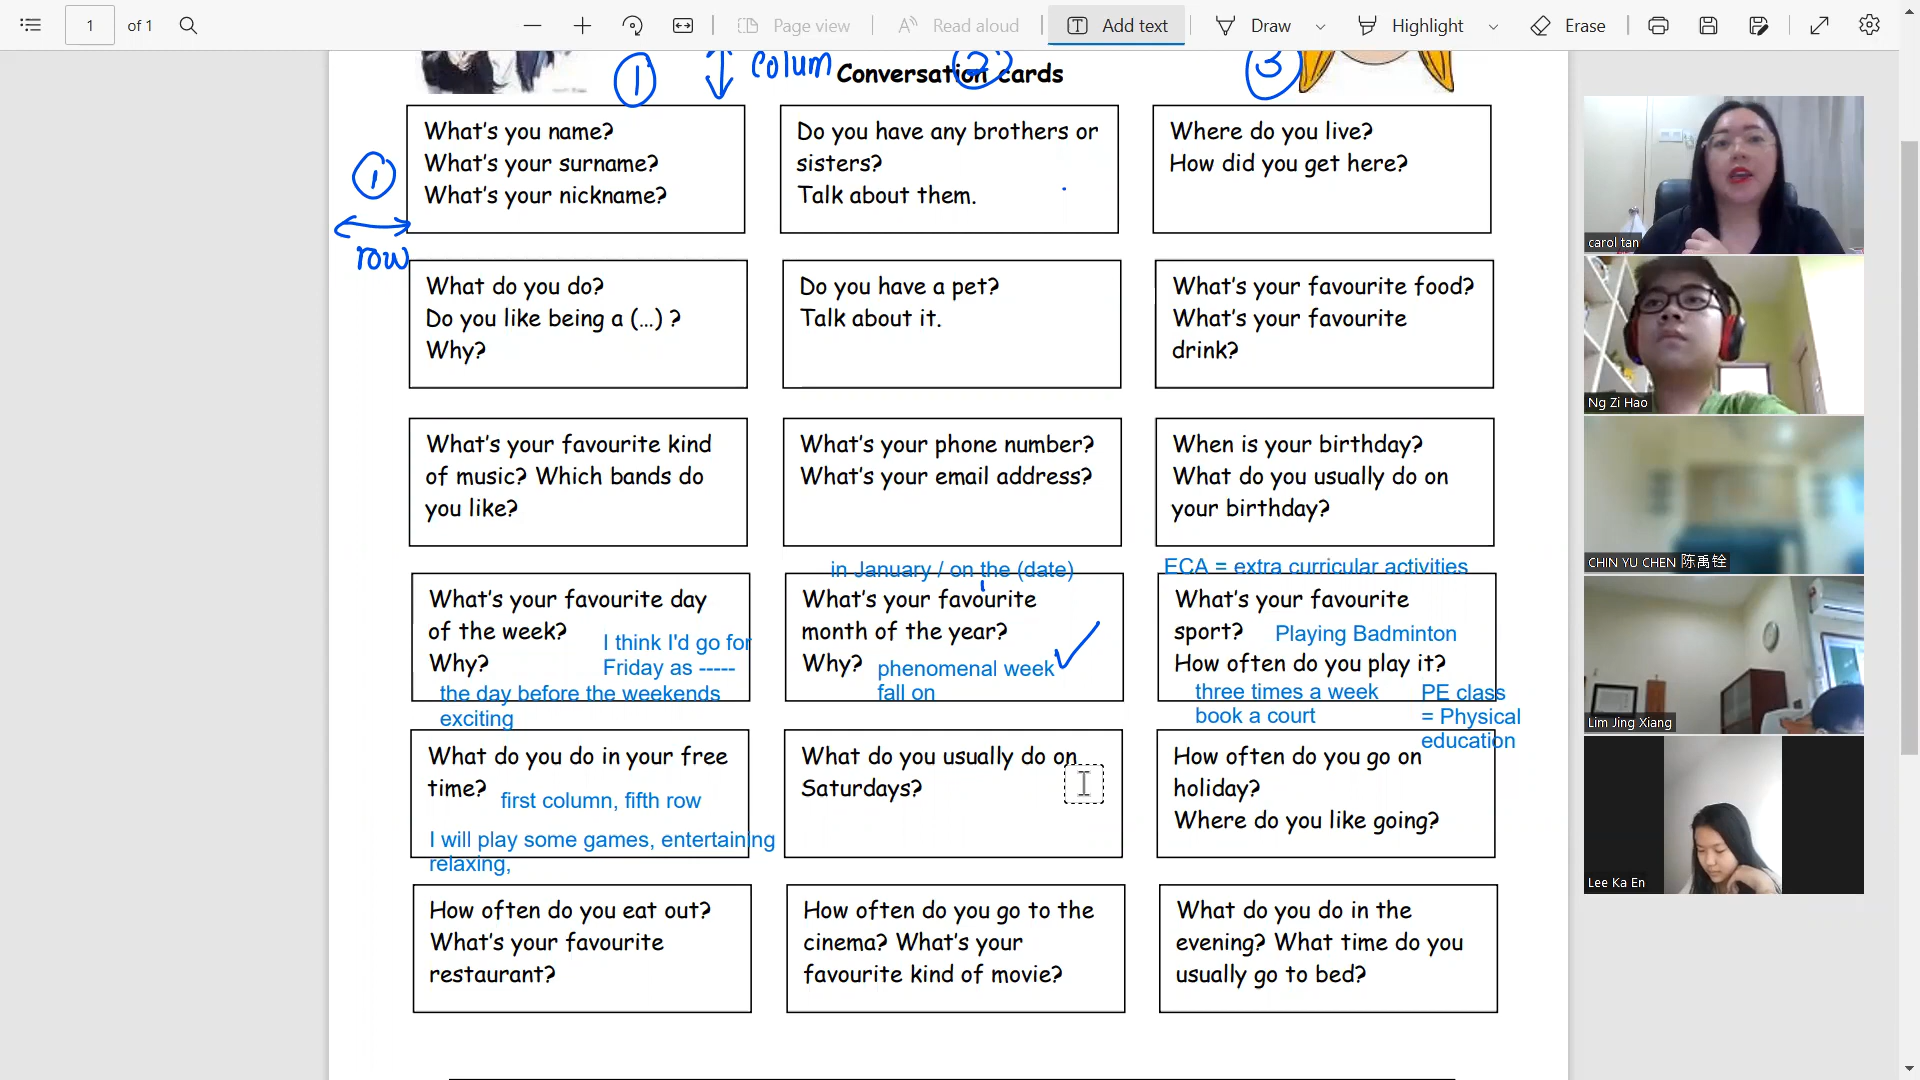 1
of 1
Page view
Read aloud
Add text
Draw
Highlight
Erase
1
colum
2
3
Conversation cards
1
row
What's you name?
What's your surname?
What's your nickname?
Do you have any brothers or
sisters?
Talk about them.
Where do you live?
How did you get here?
What do you do?
Do you like being a (…) ?
Why?
Do you have a pet?
Talk about it.
What's your favourite food?
What's your favourite
drink?
What's your favourite kind
of music? Which bands do
you like?
What's your phone number?
What's your email address?
When is your birthday?
What do you usually do on
your birthday?
in January / on the (date)
ECA = extra curricular activities
What's your favourite day
of the week?
Why?
I think I'd go for
Friday as -----
the day before the weekends
exciting
What's your favourite
month of the year?
Why?
phenomenal week
fall on
What's your favourite
sport?
Playing Badminton
How often do you play it?
three times a week
book a court
PE class
= Physical
education
What do you do in your free
time?
first column, fifth row
I will play some games, entertaining
relaxing,
What do you usually do on
Saturdays?
How often do you go on
holiday?
Where do you like going?
How often do you eat out?
What's your favourite
restaurant?
How often do you go to the
cinema? What's your
favourite kind of movie?
What do you do in the
evening? What time do you
usually go to bed?
carol tan
Ng Zi Hao
CHIN YU CHEN 陈禹铨
Lim Jing Xiang
Lee Ka En